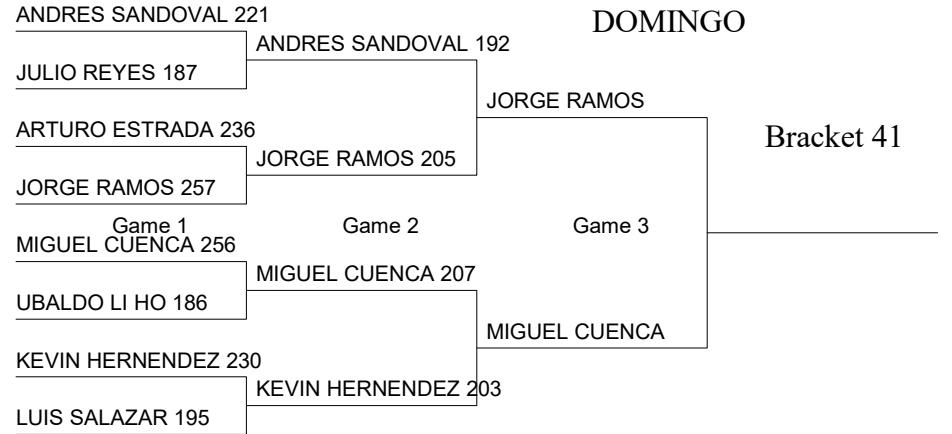 ANDRES SANDOVAL 221
DOMINGO
ANDRES SANDOVAL 192
JULIO REYES 187
JORGE RAMOS
ARTURO ESTRADA 236
Bracket 41
JORGE RAMOS 205
JORGE RAMOS 257
Game 1
Game 2
Game 3
MIGUEL CUENCA 256
MIGUEL CUENCA 207
UBALDO LI HO 186
MIGUEL CUENCA
KEVIN HERNENDEZ 230
KEVIN HERNENDEZ 203
LUIS SALAZAR 195